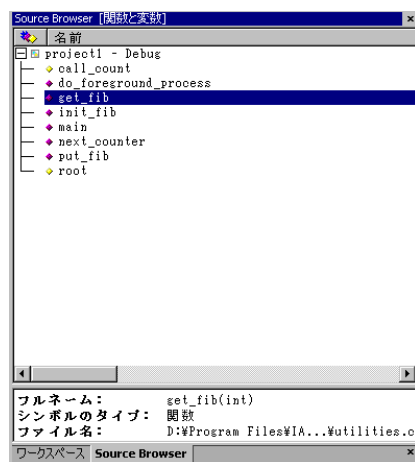 Source Browser [関数と変数]
名前
project1 - Debug
call_count
do_foreground_process
get_fib
init_fib
main
next_counter
put_fib
root
フルネーム： get_fib(int)
シンボルのタイプ： 関数
ファイル名： D:¥Program Files¥IA...¥utilities.c
ワークスペース Source Browser